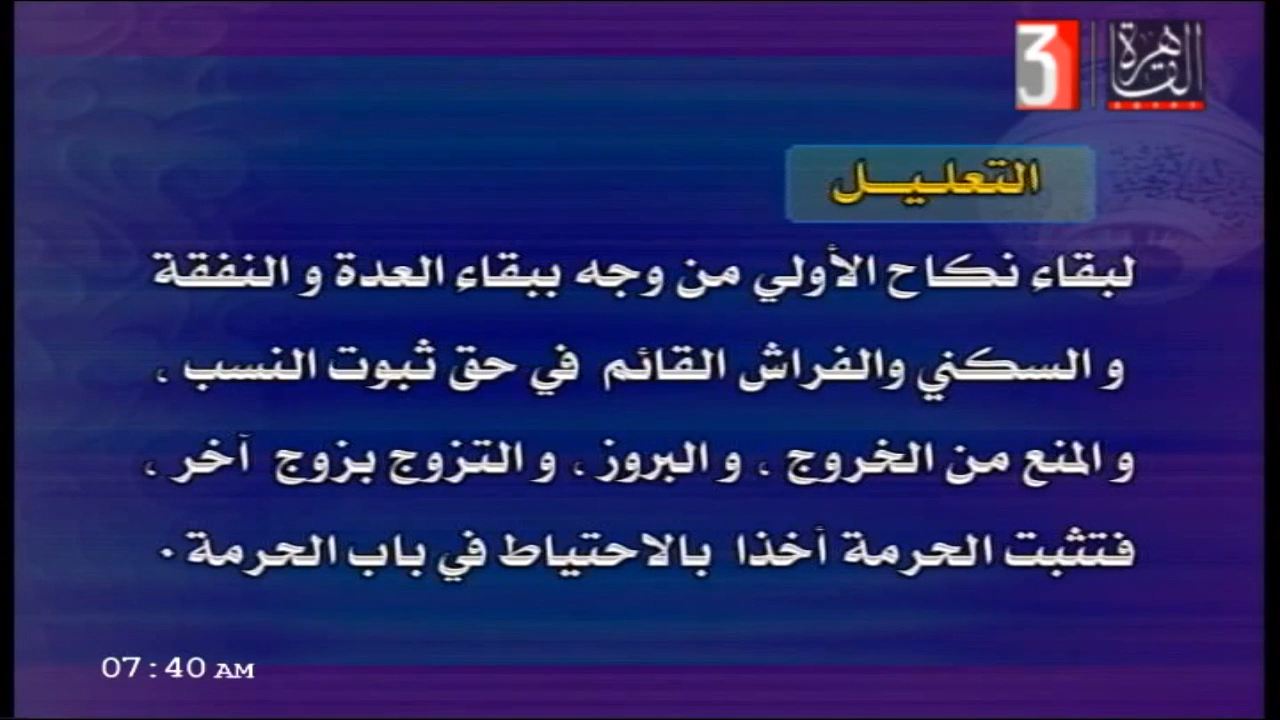 3
القاهرة
التعليل
لبقاء نكاح الأولي من وجه ببقاء العدة و النفقة
و السكني والفراش القائم في حق ثبوت النسب ،
و المنع من الخروج ، و البروز ، و التزوج بزوج آخر ،
فتثبت الحرمة أخذا بالاحتياط في باب الحرمة .
07:40 AM